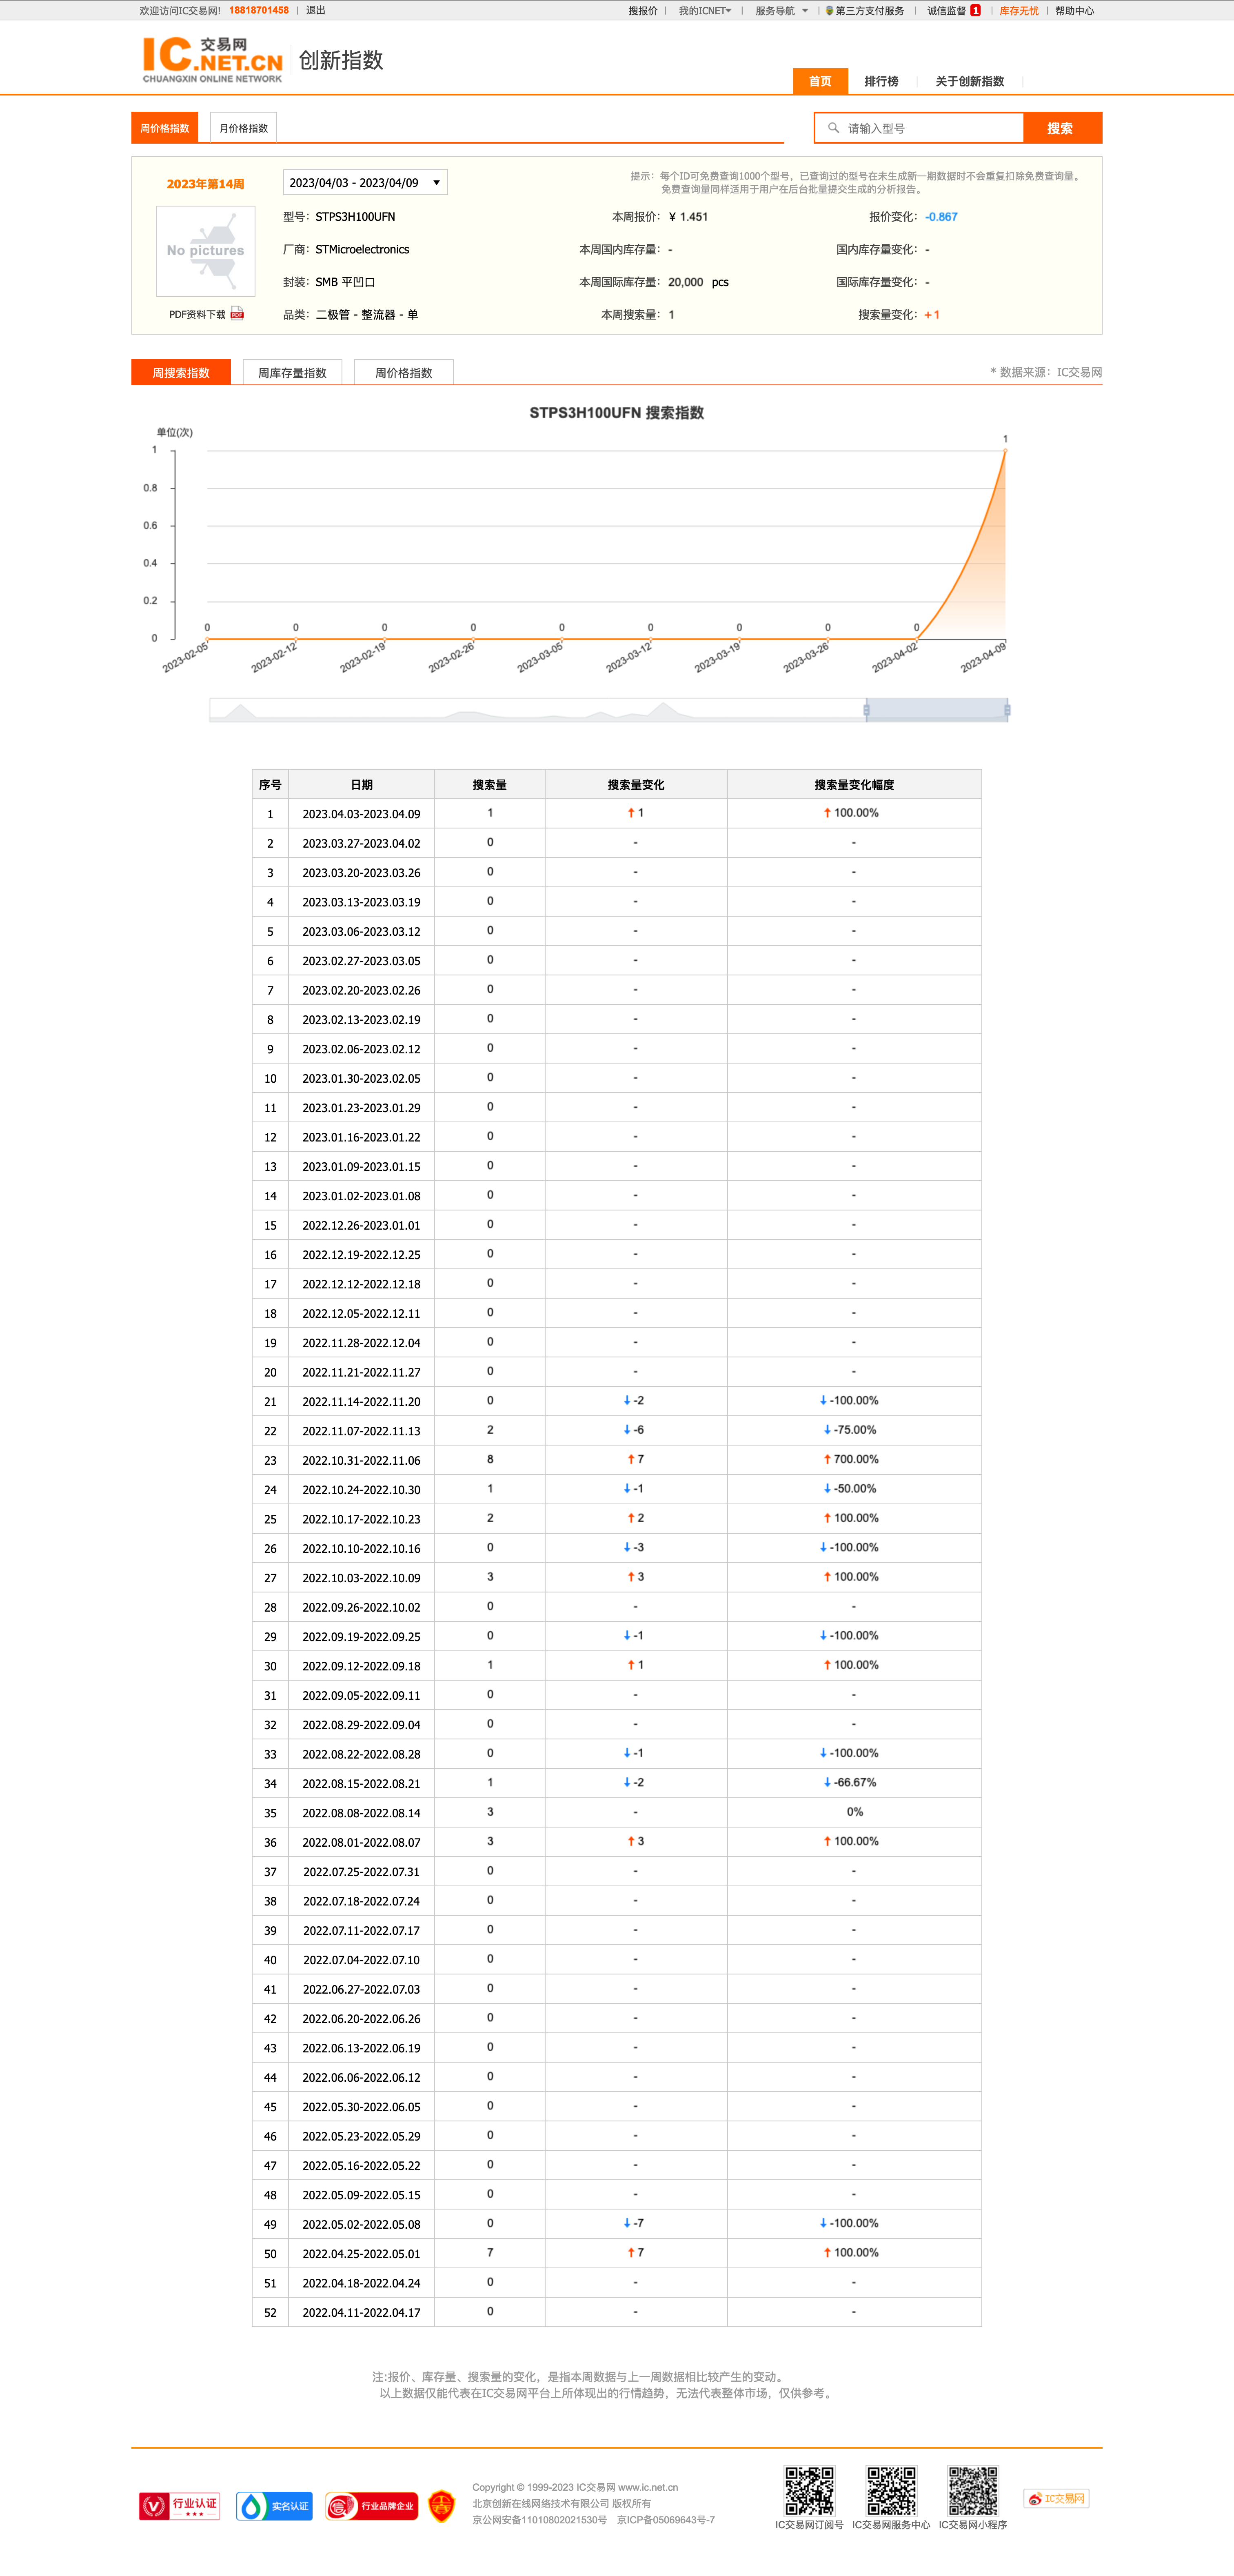 欢迎访问IC交易网! 18818701458 | 退出
搜报价 | 我的ICNET | 服务导航 | 第三方支付服务 | 诚信监督 1 | 库存无忧 | 帮助中心
IC 交易网
.NET.CN
CHUANGXIN ONLINE NETWORK
创新指数
首页 排行榜 关于创新指数
周价格指数 月价格指数
请输入型号 搜索
2023年第14周
2023/04/03 - 2023/04/09
提示：每个ID可免费查询1000个型号，已查询过的型号在未生成新一期数据时不会重复扣除免费查询量。
免费查询量同样适用于用户在后台批量提交生成的分析报告。
No pictures
PDF资料下载
型号：STPS3H100UFN 本周报价：¥ 1.451 报价变化：-0.867
厂商：STMicroelectronics 本周国内库存量：- 国内库存量变化：-
封装：SMB 平凹口 本周国际库存量：20,000 pcs 国际库存量变化：-
品类：二极管 - 整流器 - 单 本周搜索量：1 搜索量变化：+1
周搜索指数 周库存量指数 周价格指数
* 数据来源：IC交易网
STPS3H100UFN 搜索指数
单位(次)
1
0.8
0.6
0.4
0.2
0
0 0 0 0 0 0 0 0 0 1
2023-02-05 2023-02-12 2023-02-19 2023-02-26 2023-03-05 2023-03-12 2023-03-19 2023-03-26 2023-04-02 2023-04-09
序号 日期 搜索量 搜索量变化 搜索量变化幅度
1 2023.04.03-2023.04.09 1 ↑ 1 ↑ 100.00%
2 2023.03.27-2023.04.02 0 - -
3 2023.03.20-2023.03.26 0 - -
4 2023.03.13-2023.03.19 0 - -
5 2023.03.06-2023.03.12 0 - -
6 2023.02.27-2023.03.05 0 - -
7 2023.02.20-2023.02.26 0 - -
8 2023.02.13-2023.02.19 0 - -
9 2023.02.06-2023.02.12 0 - -
10 2023.01.30-2023.02.05 0 - -
11 2023.01.23-2023.01.29 0 - -
12 2023.01.16-2023.01.22 0 - -
13 2023.01.09-2023.01.15 0 - -
14 2023.01.02-2023.01.08 0 - -
15 2022.12.26-2023.01.01 0 - -
16 2022.12.19-2022.12.25 0 - -
17 2022.12.12-2022.12.18 0 - -
18 2022.12.05-2022.12.11 0 - -
19 2022.11.28-2022.12.04 0 - -
20 2022.11.21-2022.11.27 0 - -
21 2022.11.14-2022.11.20 0 ↓ -2 ↓ -100.00%
22 2022.11.07-2022.11.13 2 ↓ -6 ↓ -75.00%
23 2022.10.31-2022.11.06 8 ↑ 7 ↑ 700.00%
24 2022.10.24-2022.10.30 1 ↓ -1 ↓ -50.00%
25 2022.10.17-2022.10.23 2 ↑ 2 ↑ 100.00%
26 2022.10.10-2022.10.16 0 ↓ -3 ↓ -100.00%
27 2022.10.03-2022.10.09 3 ↑ 3 ↑ 100.00%
28 2022.09.26-2022.10.02 0 - -
29 2022.09.19-2022.09.25 0 ↓ -1 ↓ -100.00%
30 2022.09.12-2022.09.18 1 ↑ 1 ↑ 100.00%
31 2022.09.05-2022.09.11 0 - -
32 2022.08.29-2022.09.04 0 - -
33 2022.08.22-2022.08.28 0 ↓ -1 ↓ -100.00%
34 2022.08.15-2022.08.21 1 ↓ -2 ↓ -66.67%
35 2022.08.08-2022.08.14 3 - 0%
36 2022.08.01-2022.08.07 3 ↑ 3 ↑ 100.00%
37 2022.07.25-2022.07.31 0 - -
38 2022.07.18-2022.07.24 0 - -
39 2022.07.11-2022.07.17 0 - -
40 2022.07.04-2022.07.10 0 - -
41 2022.06.27-2022.07.03 0 - -
42 2022.06.20-2022.06.26 0 - -
43 2022.06.13-2022.06.19 0 - -
44 2022.06.06-2022.06.12 0 - -
45 2022.05.30-2022.06.05 0 - -
46 2022.05.23-2022.05.29 0 - -
47 2022.05.16-2022.05.22 0 - -
48 2022.05.09-2022.05.15 0 - -
49 2022.05.02-2022.05.08 0 ↓ -7 ↓ -100.00%
50 2022.04.25-2022.05.01 7 ↑ 7 ↑ 100.00%
51 2022.04.18-2022.04.24 0 - -
52 2022.04.11-2022.04.17 0 - -
注:报价、库存量、搜索量的变化，是指本周数据与上一周数据相比较产生的变动。
以上数据仅能代表在IC交易网平台上所体现出的行情趋势，无法代表整体市场，仅供参考。
行业认证 实名认证 行业品牌企业
Copyright © 1999-2023 IC交易网 www.ic.net.cn
北京创新在线网络技术有限公司 版权所有
京公网安备11010802021530号 京ICP备05069643号-7
IC交易网订阅号 IC交易网服务中心 IC交易网小程序
IC交易网